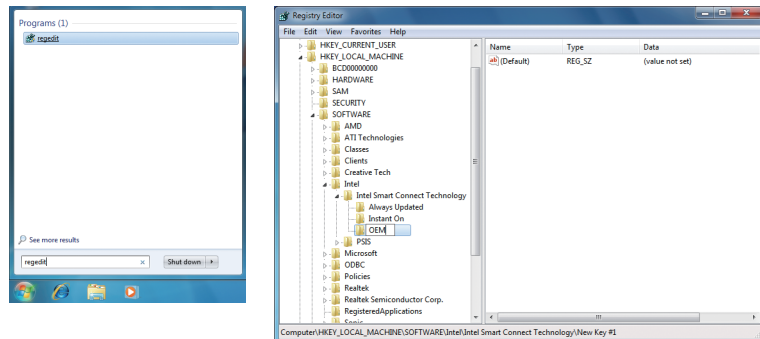 Programs (1)
regedit
See more results
regedit
Shut down
Registry Editor
File Edit View Favorites Help
HKEY_CURRENT_USER
HKEY_LOCAL_MACHINE
BCD00000000
HARDWARE
SAM
SECURITY
SOFTWARE
AMD
ATI Technologies
Classes
Clients
Creative Tech
Intel
Intel Smart Connect Technology
Always Updated
Instant On
OEM
PSIS
Microsoft
ODBC
Policies
Realtek
Realtek Semiconductor Corp.
RegisteredApplications
Sonic
Name Type Data
(Default) REG_SZ (value not set)
Computer\HKEY_LOCAL_MACHINE\SOFTWARE\Intel\Intel Smart Connect Technology\New Key #1